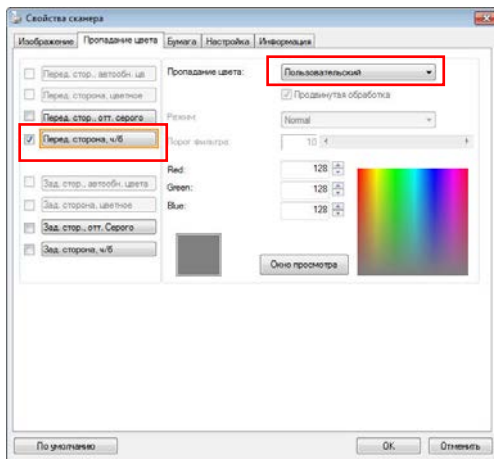 Свойства сканера
Изображение Пропадание цвета Бумага Настройка Информация
Перед. стор., автообн. цв
Перед. сторона, цветное
Перед. стор., отт. серого
Перед. сторона, ч/б
Зад. стор., автообн. цвета
Зад. сторона, цветное
Зад. стор., отт. Серого
Зад. сторона, ч/б
Пропадание цвета: Пользовательский
Продвинутая обработка
Режим: Normal
Порог фильтра: 10
Red: 128
Green: 128
Blue: 128
Окно просмотра
По умолчанию OK Отменить